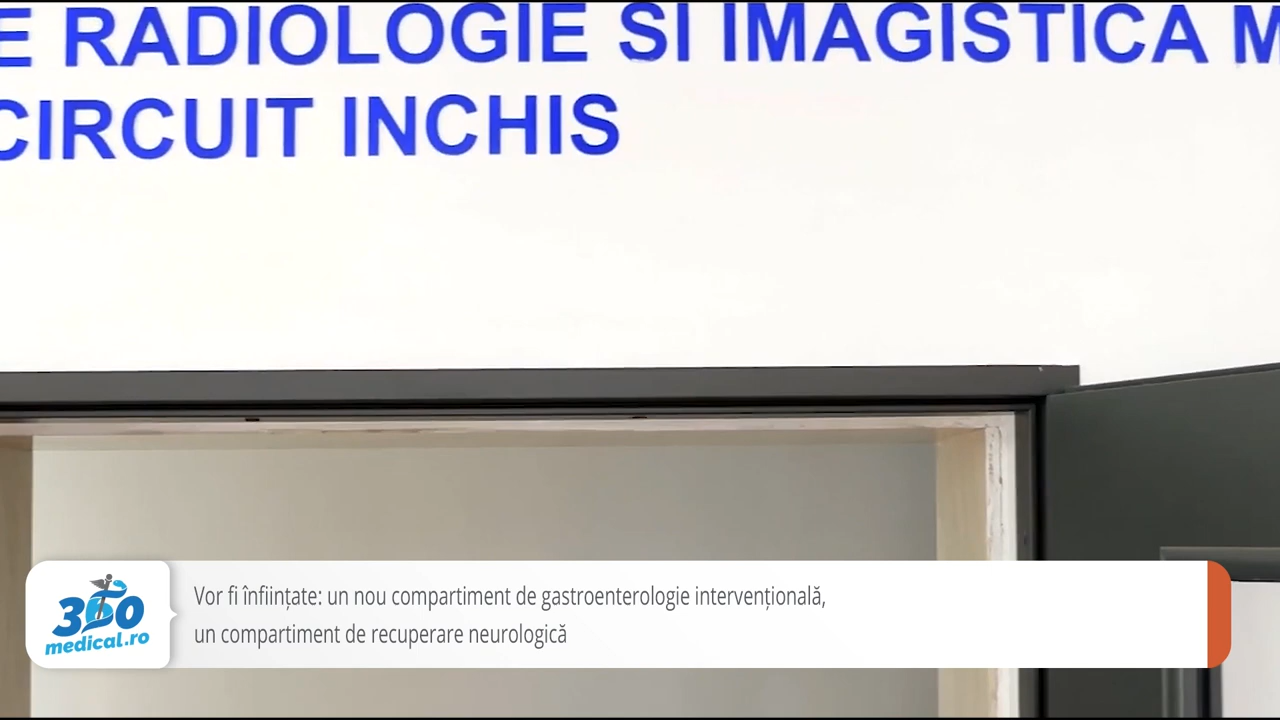 E RADIOLOGIE SI IMAGISTICA M
CIRCUIT INCHIS
360
medical.ro
Vor fi înființate: un nou compartiment de gastroenterologie intervențională,
un compartiment de recuperare neurologică